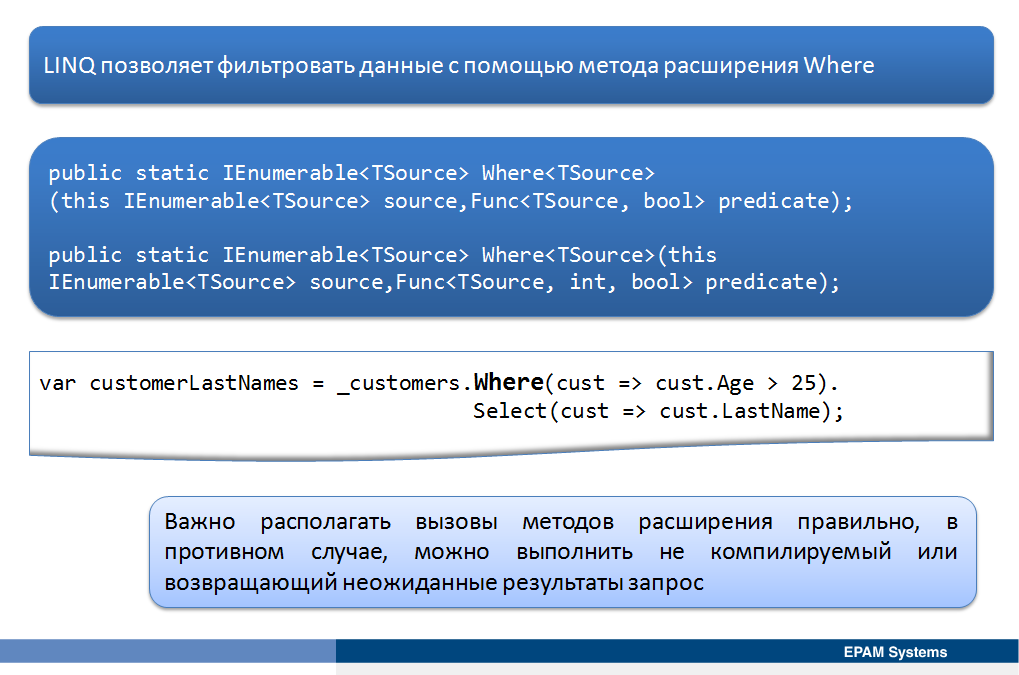 LINQ позволяет фильтровать данные с помощью метода расширения Where
public static IEnumerable<TSource> Where<TSource>
(this IEnumerable<TSource> source,Func<TSource, bool> predicate);
public static IEnumerable<TSource> Where<TSource>(this
IEnumerable<TSource> source,Func<TSource, int, bool> predicate);
var customerLastNames = _customers.Where(cust => cust.Age > 25).
Select(cust => cust.LastName);
Важно располагать вызовы методов расширения правильно, в
противном случае, можно выполнить не компилируемый или
возвращающий неожиданные результаты запрос
EPAM Systems